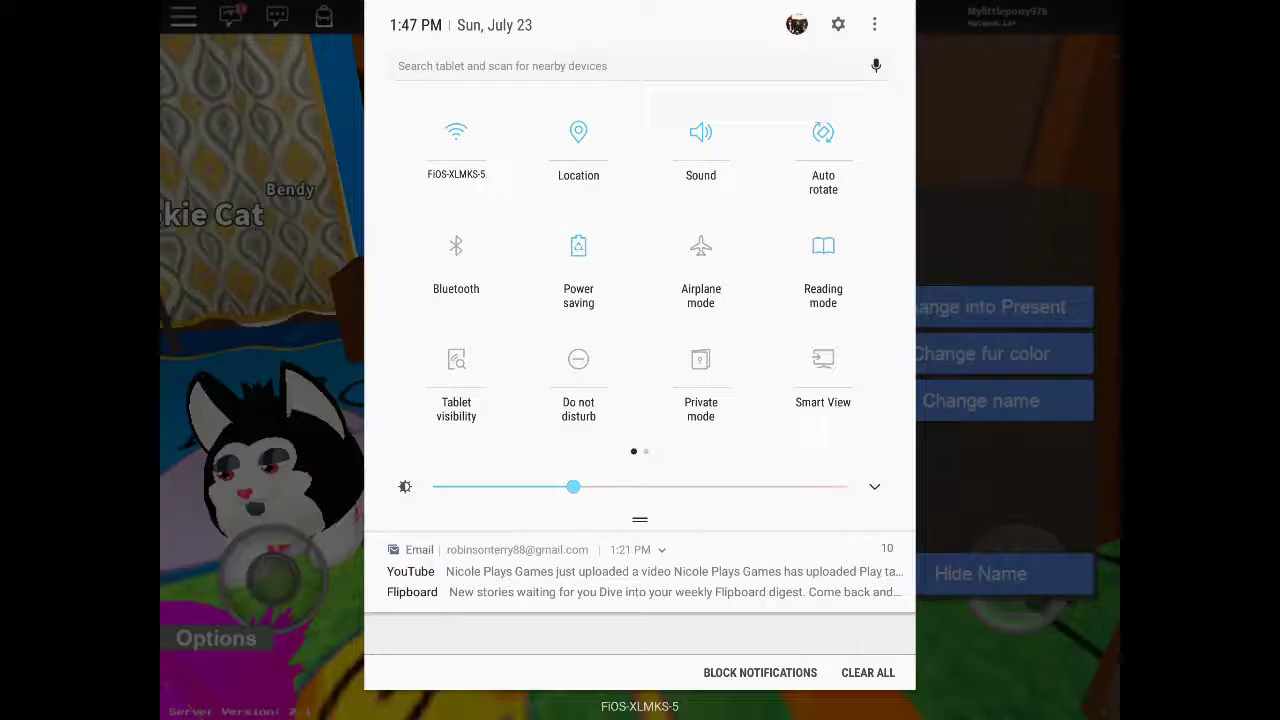 1:47 PM Sun, July 23
Mylittlepony978
Search tablet and scan for nearby devices
FiOS-XLMKS-5
Location
Sound
Auto
rotate
Bendy
kie Cat
Bluetooth
Power
saving
Airplane
mode
Reading
mode
ange into Present
Change fur color
Change name
Tablet
visibility
Do not
disturb
Private
mode
Smart View
Email robinsonterry88@gmail.com 1:21 PM 10
YouTube Nicole Plays Games just uploaded a video Nicole Plays Games has uploaded Play ta...
Flipboard New stories waiting for you Dive into your weekly Flipboard digest. Come back and...
Hide Name
Options
BLOCK NOTIFICATIONS CLEAR ALL
FiOS-XLMKS-5
Server Version: